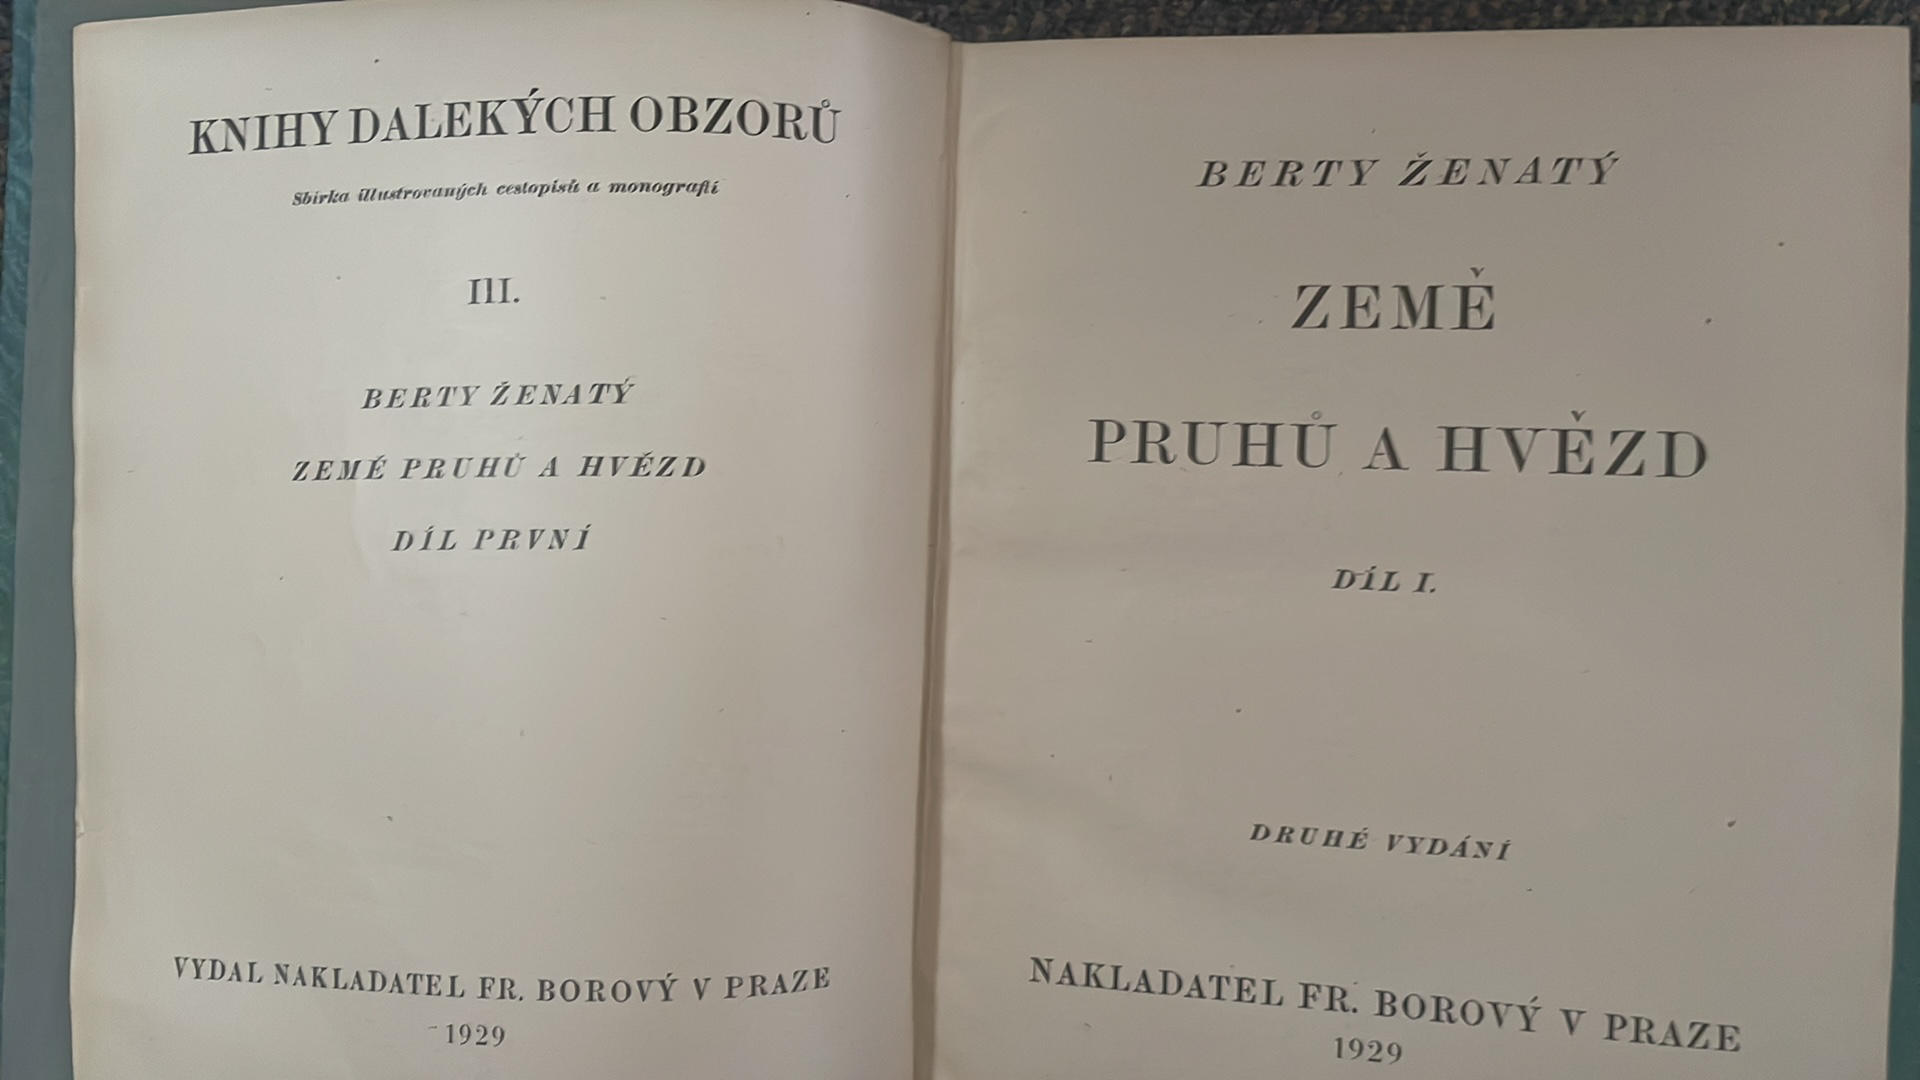 KNIHY DALEKÝCH OBZORŮ
Sbírka illustrovaných cestopisů a monografií
III.
BERTY ŽENATÝ
ZEMĚ PRUHŮ A HVĚZD
DÍL PRVNÍ
VYDAL NAKLADATEL FR. BOROVÝ V PRAZE
1929
BERTY ŽENATÝ
ZEMĚ
PRUHŮ A HVĚZD
DÍL I.
DRUHÉ VYDÁNÍ
NAKLADATEL FR. BOROVÝ V PRAZE
1929